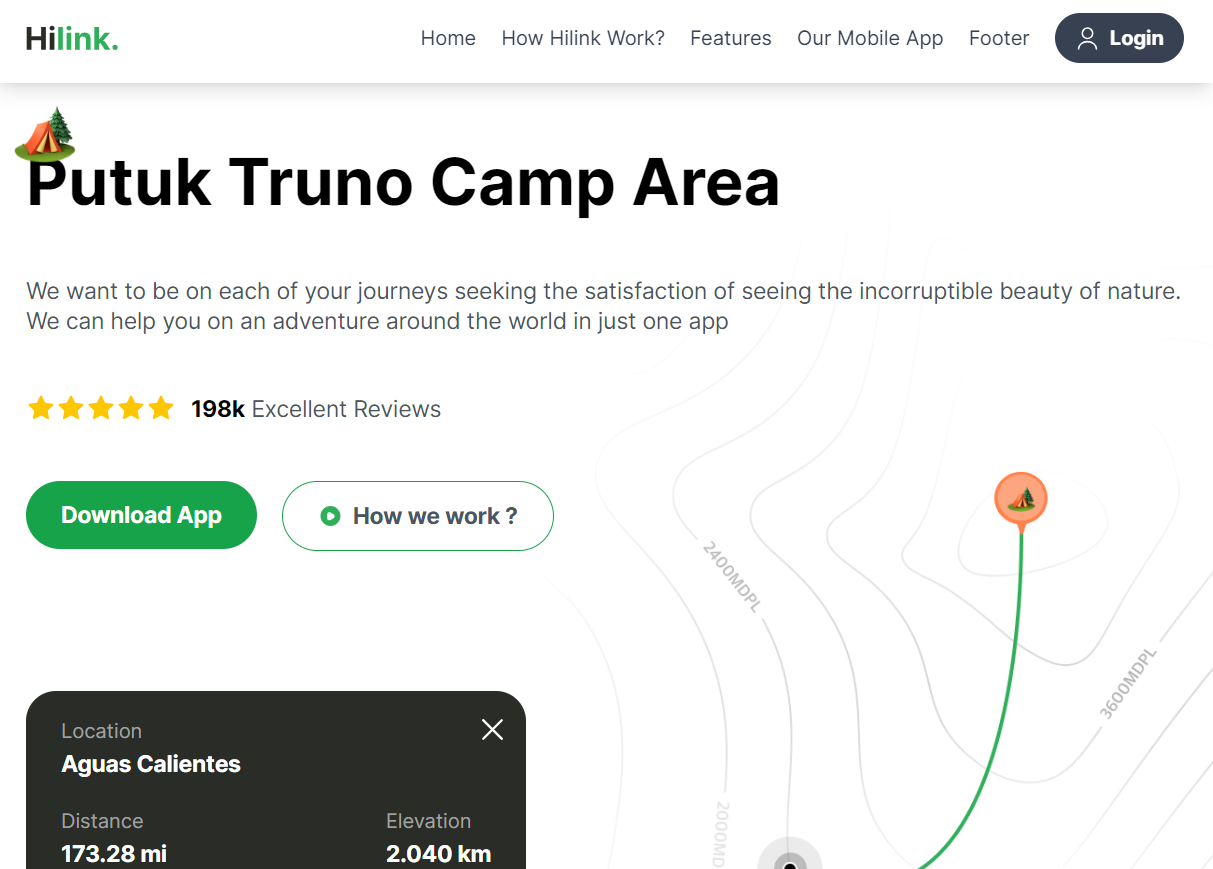 Hilink.
Home How Hilink Work? Features Our Mobile App Footer Login
Putuk Truno Camp Area
We want to be on each of your journeys seeking the satisfaction of seeing the incorruptible beauty of nature.
We can help you on an adventure around the world in just one app
198k Excellent Reviews
Download App How we work ?
2400MDPL
3600MDPL
Location
Aguas Calientes
Distance Elevation
173.28 mi 2.040 km
2000MD